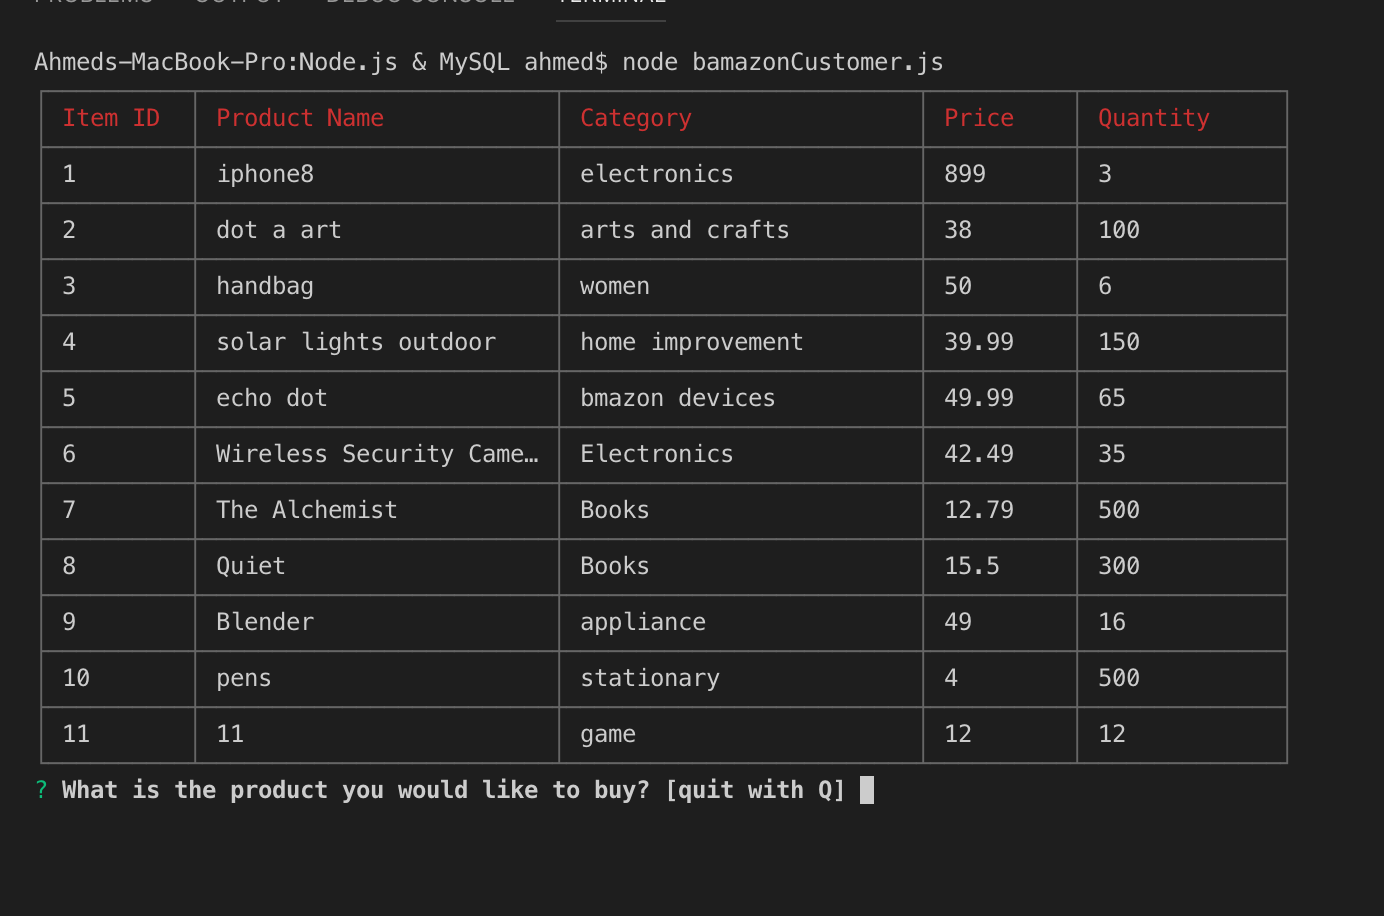 PROBLEMS OUTPUT DEBUG CONSOLE TERMINAL
Ahmeds-MacBook-Pro:Node.js & MySQL ahmed$ node bamazonCustomer.js
Item ID Product Name Category Price Quantity
1 iphone8 electronics 899 3
2 dot a art arts and crafts 38 100
3 handbag women 50 6
4 solar lights outdoor home improvement 39.99 150
5 echo dot bmazon devices 49.99 65
6 Wireless Security Came… Electronics 42.49 35
7 The Alchemist Books 12.79 500
8 Quiet Books 15.5 300
9 Blender appliance 49 16
10 pens stationary 4 500
11 11 game 12 12
? What is the product you would like to buy? [quit with Q]